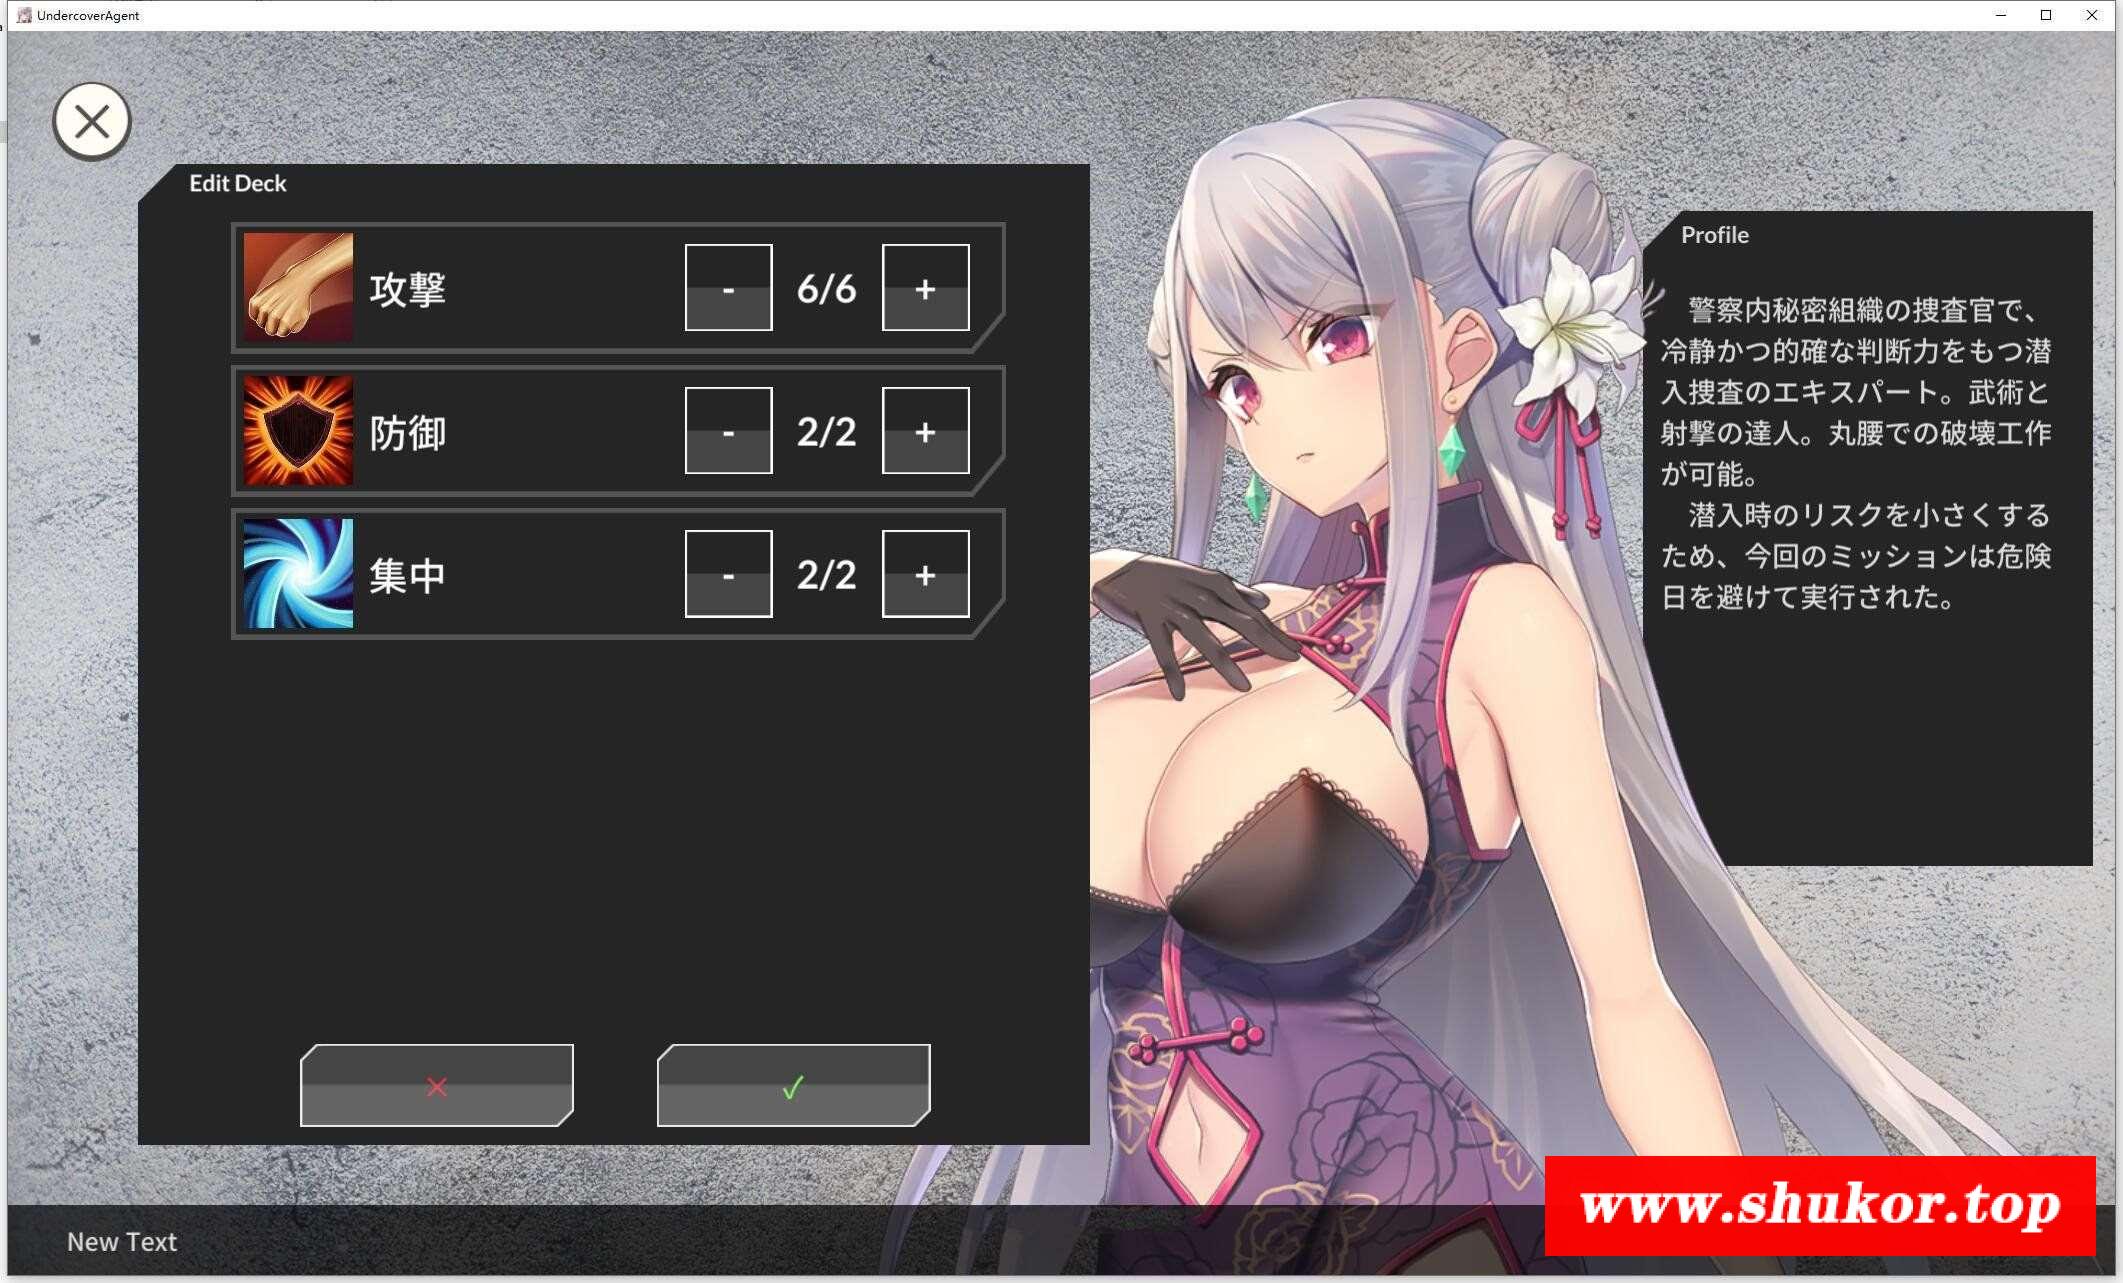 UndercoverAgent
Edit Deck
攻撃
-
6/6
+
防御
-
2/2
+
集中
-
2/2
+
Profile
警察内秘密組織の捜査官で、
冷静かつ的確な判断力をもつ潜
入捜査のエキスパート。武術と
射撃の達人。丸腰での破壊工作
が可能。
潜入時のリスクを小さくする
ため、今回のミッションは危険
日を避けて実行された。
New Text
www.shukor.top